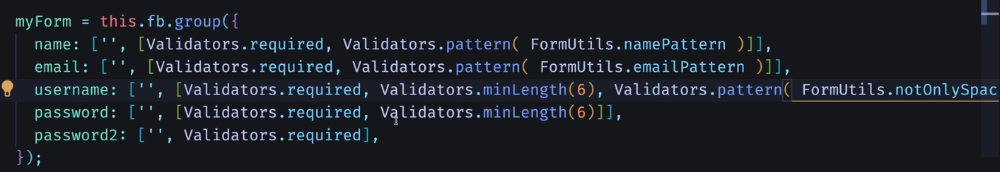 myForm = this.fb.group({
name: ['', [Validators.required, Validators.pattern( FormUtils.namePattern )]],
email: ['', [Validators.required, Validators.pattern( FormUtils.emailPattern )]],
username: ['', [Validators.required, Validators.minLength(6), Validators.pattern( FormUtils.notOnlySpac
password: ['', [Validators.required, Validators.minLength(6)]],
password2: ['', Validators.required],
});